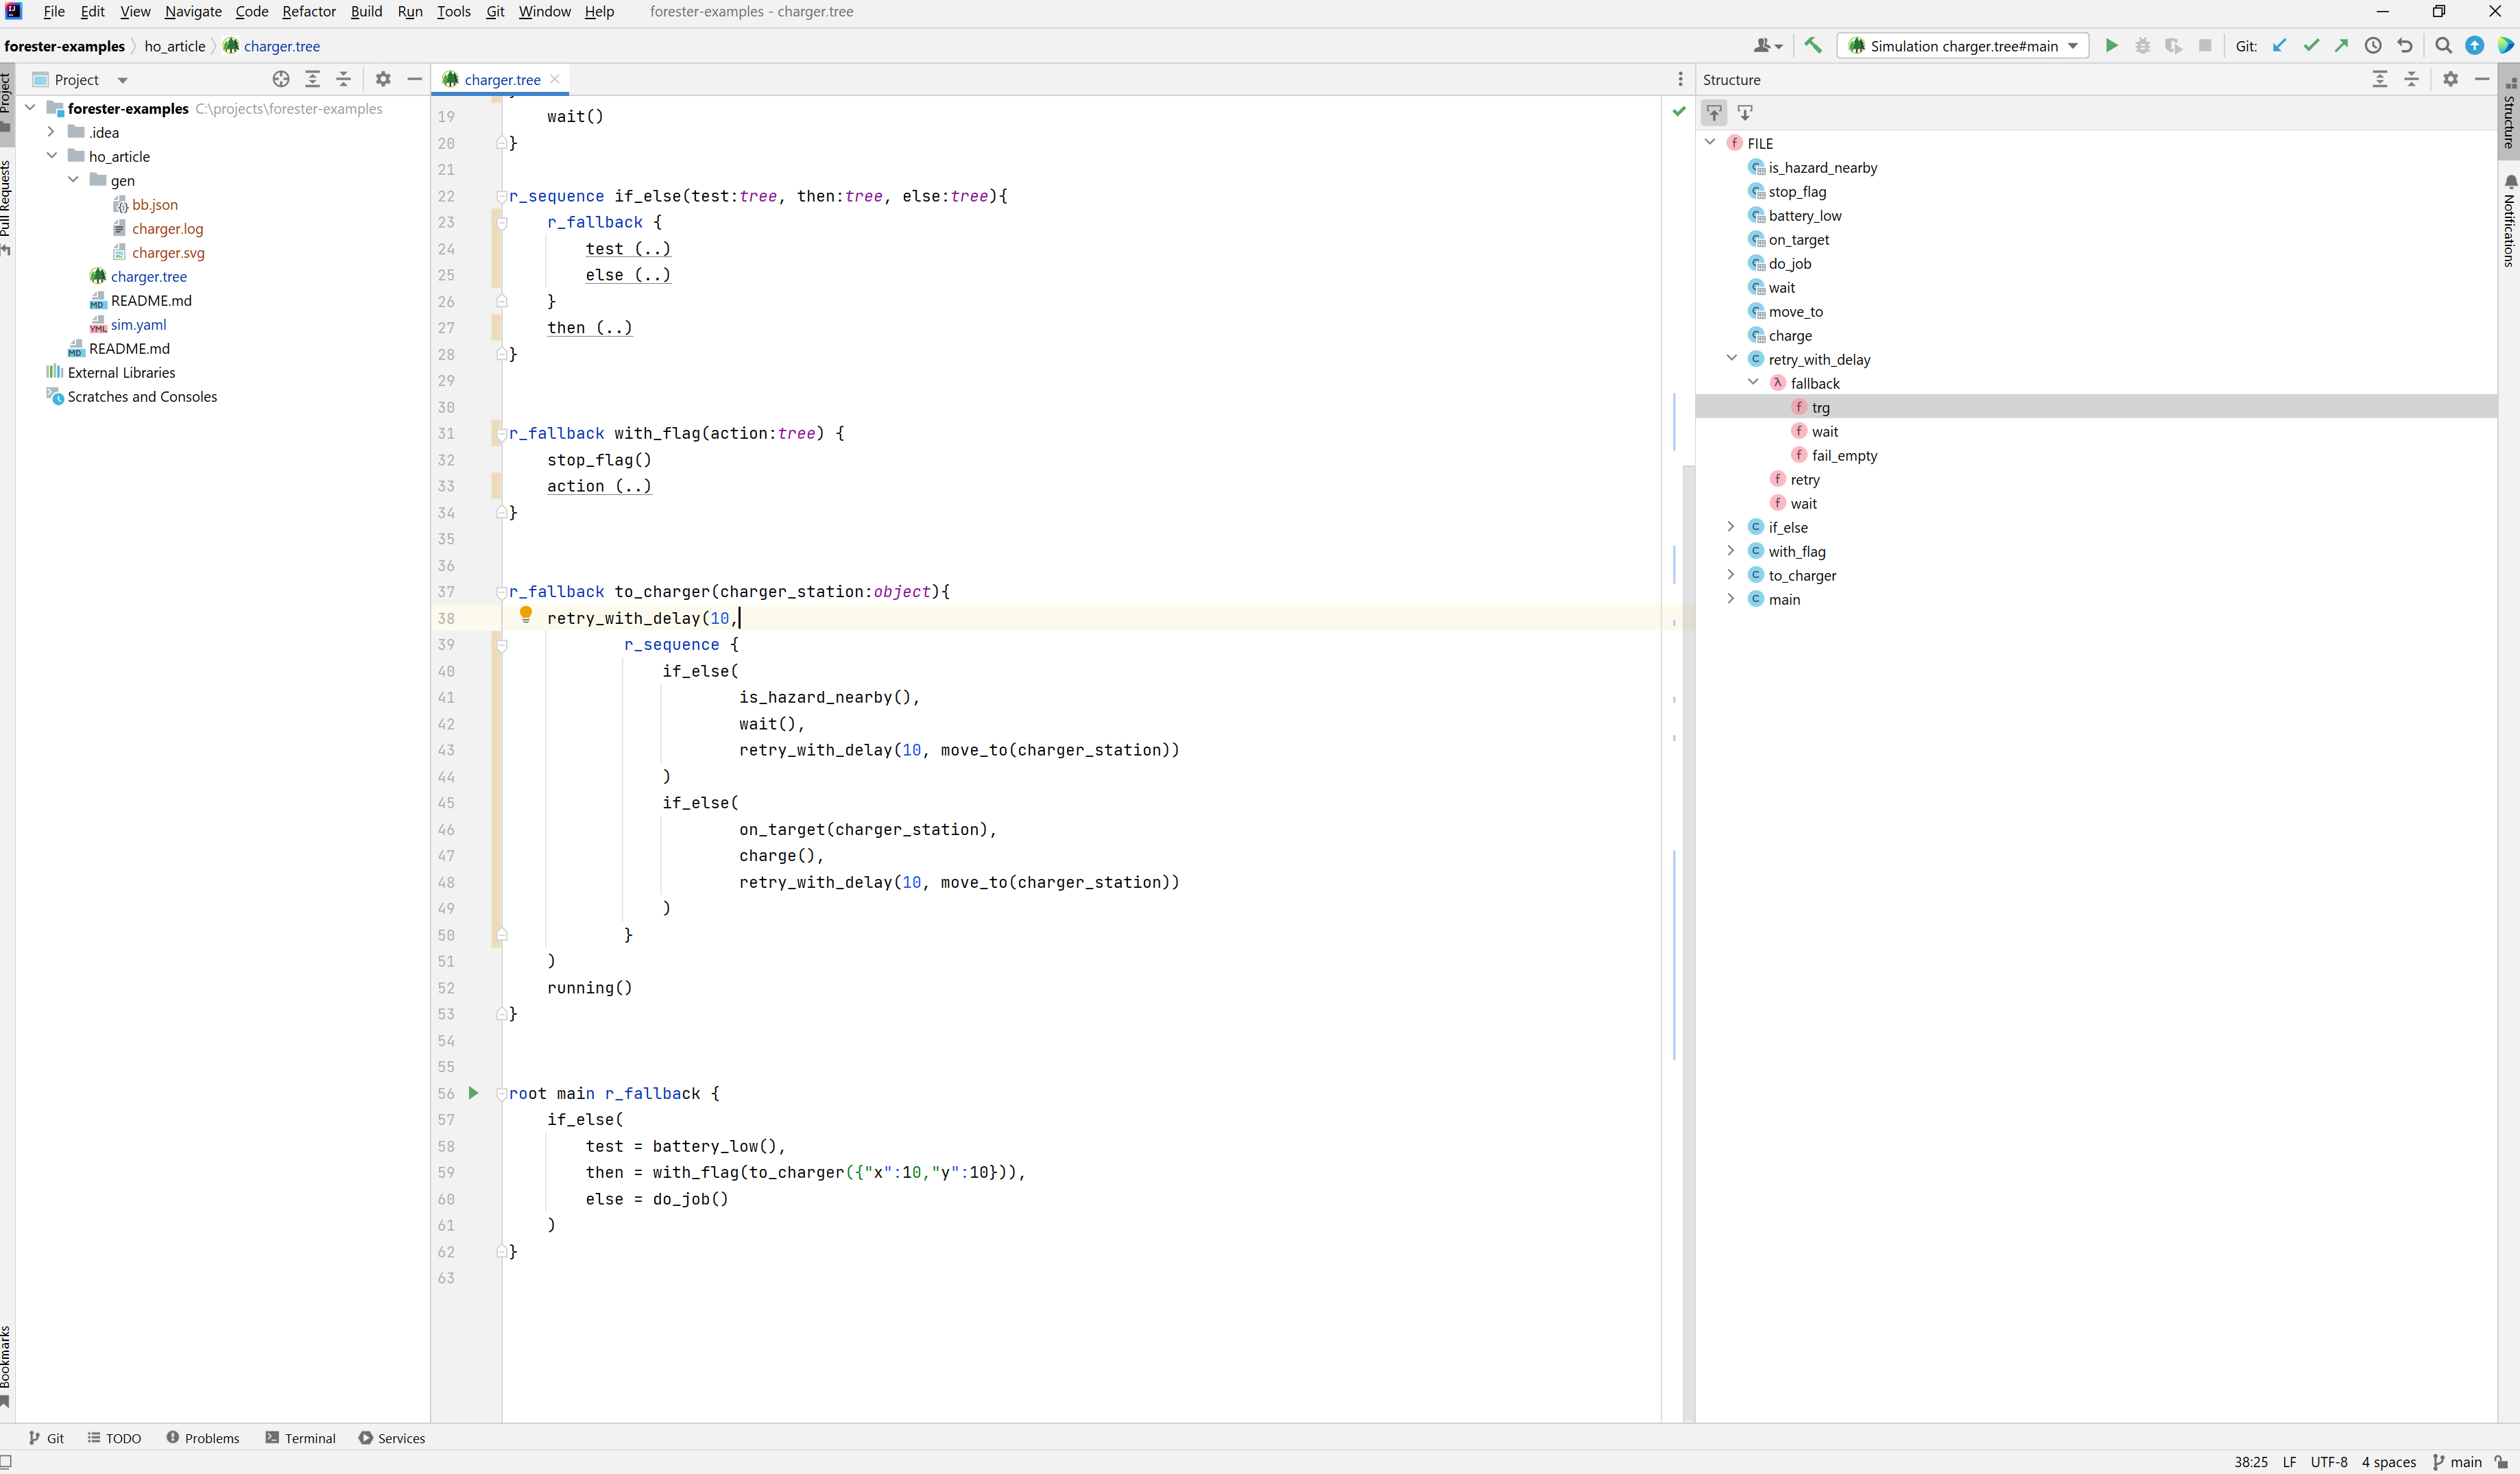 File Edit View Navigate Code Refactor Build Run Tools Git Window Help forester-examples - charger.tree
forester-examples ho_article charger.tree
Simulation charger.tree#main Git:
Project
charger.tree
Structure
Project
Pull Requests
Bookmarks
forester-examples C:\projects\forester-examples
.idea
ho_article
gen
bb.json
charger.log
charger.svg
charger.tree
README.md
sim.yaml
README.md
External Libraries
Scratches and Consoles
19 wait()
20 }
21
22 r_sequence if_else(test:tree, then:tree, else:tree){
23 r_fallback {
24 test (..)
25 else (..)
26 }
27 then (..)
28 }
29
30
31 r_fallback with_flag(action:tree) {
32 stop_flag()
33 action (..)
34 }
35
36
37 r_fallback to_charger(charger_station:object){
38 retry_with_delay(10,
39 r_sequence {
40 if_else(
41 is_hazard_nearby(),
42 wait(),
43 retry_with_delay(10, move_to(charger_station))
44 )
45 if_else(
46 on_target(charger_station),
47 charge(),
48 retry_with_delay(10, move_to(charger_station))
49 )
50 }
51 )
52 running()
53 }
54
55
56 root main r_fallback {
57 if_else(
58 test = battery_low(),
59 then = with_flag(to_charger({"x":10,"y":10})),
60 else = do_job()
61 )
62 }
63
FILE
is_hazard_nearby
stop_flag
battery_low
on_target
do_job
wait
move_to
charge
retry_with_delay
fallback
trg
wait
fail_empty
retry
wait
if_else
with_flag
to_charger
main
Structure
Notifications
Git TODO Problems Terminal Services
38:25 LF UTF-8 4 spaces main